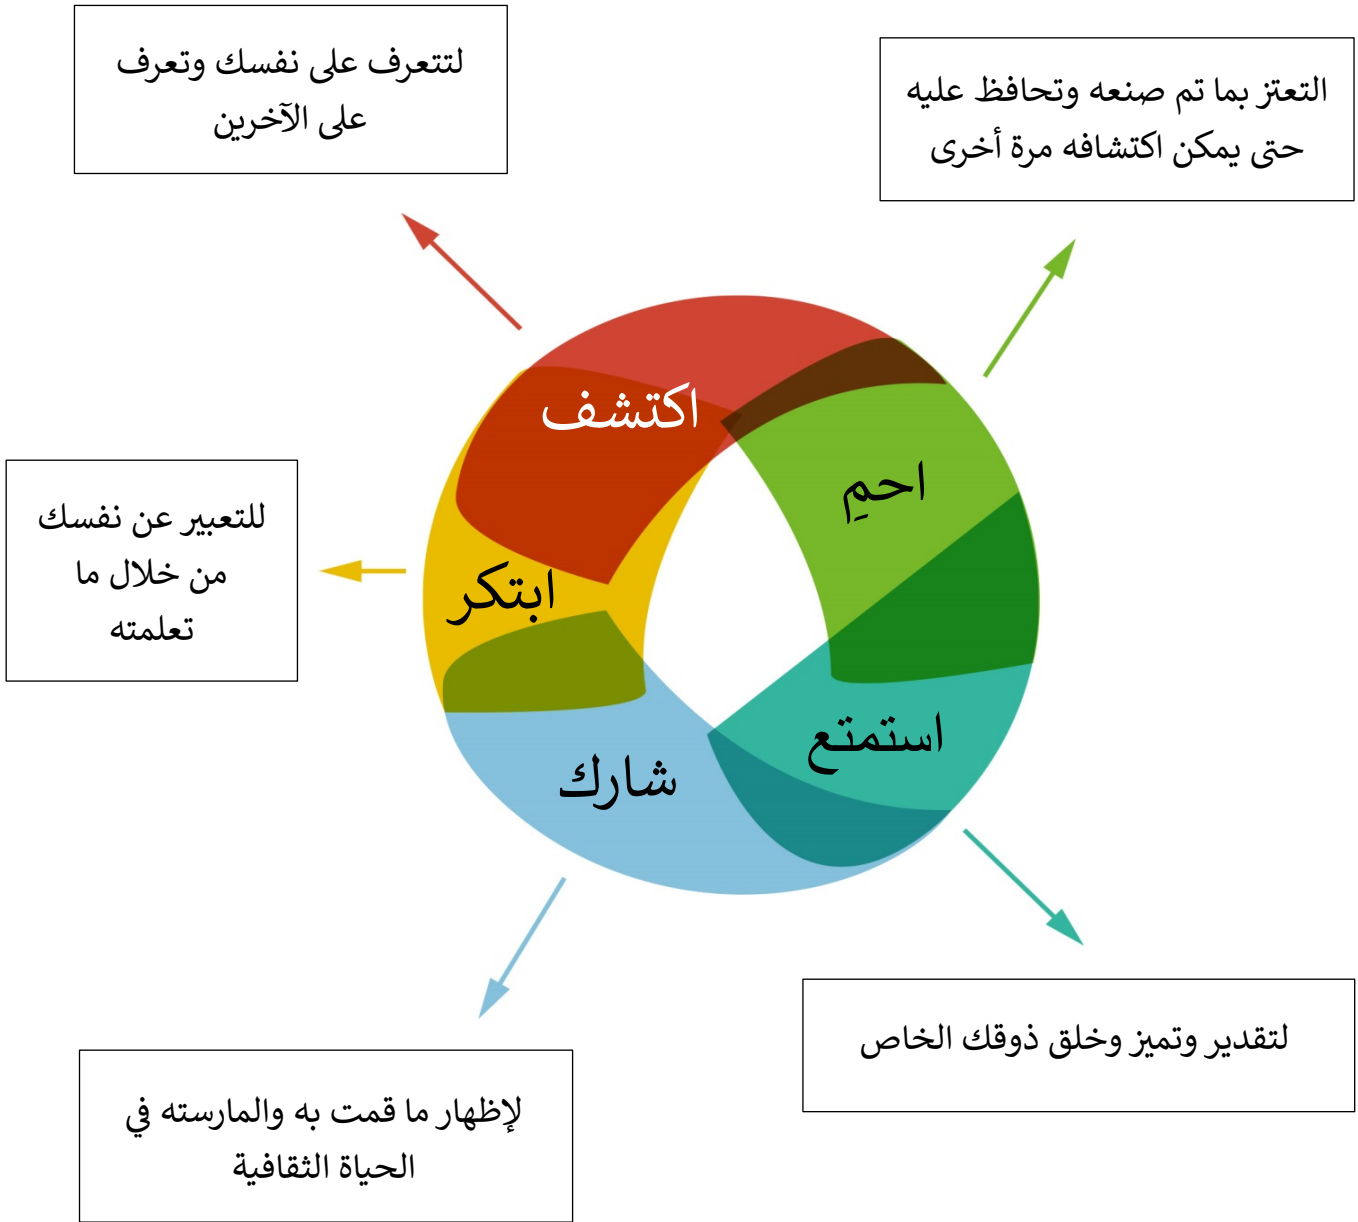 لتتعرف على نفسك وتعرف
على الآخرين
التعتز بما تم صنعه وتحافظ عليه
حتى يمكن اكتشافه مرة أخرى
اكتشف
احمِ
للتعبير عن نفسك
من خلال ما
تعلمته
ابتكر
استمتع
شارك
لتقدير وتميز وخلق ذوقك الخاص
لإظهار ما قمت به والمارسته في
الحياة الثقافية